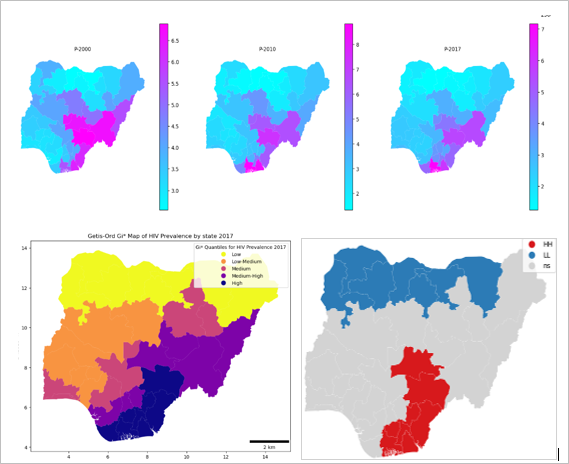 P-2000
P-2010
P-2017
6.5
6.0
5.5
5.0
4.5
4.0
3.5
3.0
8
7
6
5
4
3
2
7
6
5
4
3
2
Getis-Ord Gi* Map of HIV Prevalence by state 2017
Gi* Quantiles for HIV Prevalence 2017
Low
Low-Medium
Medium
Medium-High
High
14
12
10
8
6
4
4
6
8
10
12
14
2 km
HH
LL
ns